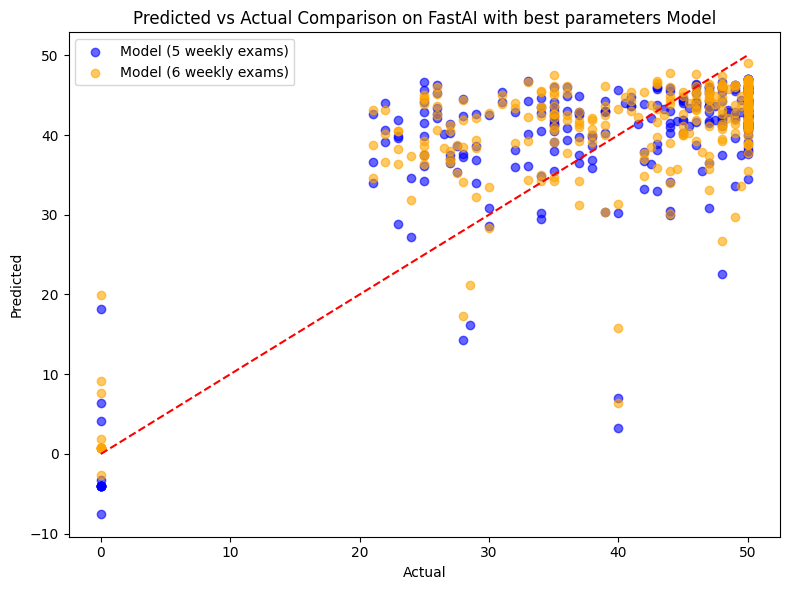 Predicted vs Actual Comparison on FastAI with best parameters Model
Model (5 weekly exams)
Model (6 weekly exams)
50
40
30
20
10
0
−10
Predicted
0 10 20 30 40 50
Actual